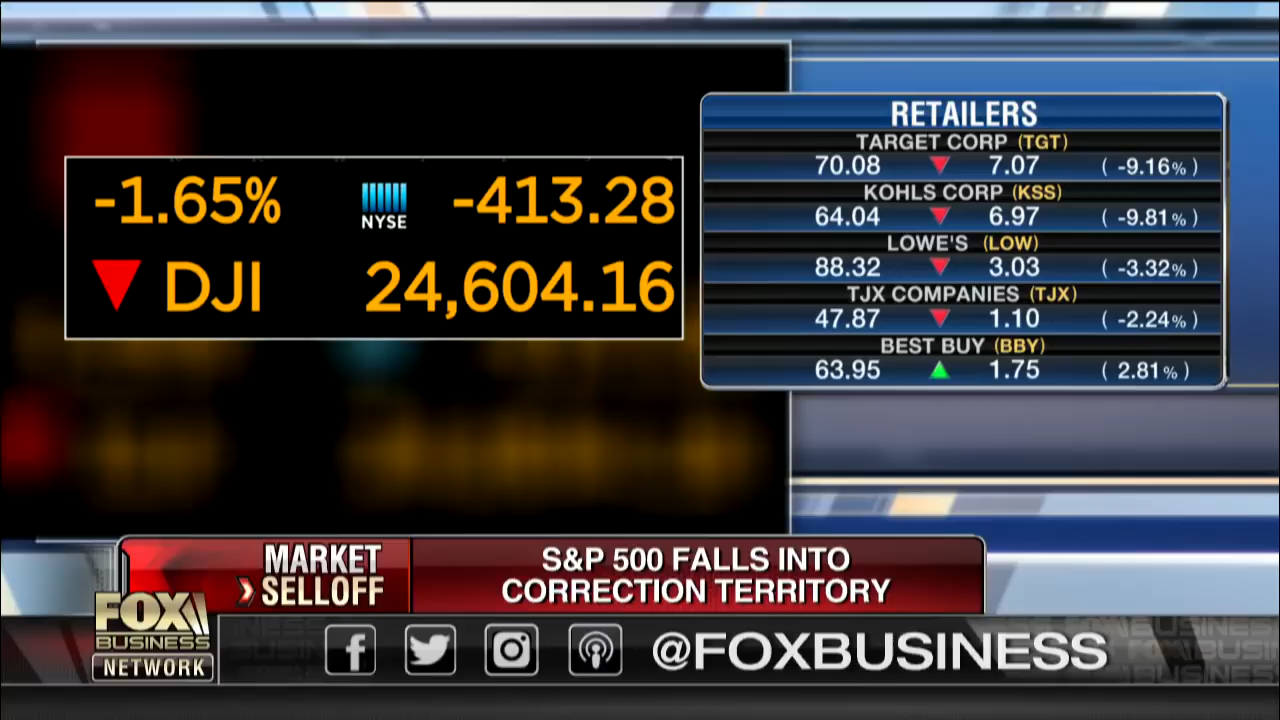 -1.65% NYSE -413.28
DJI 24,604.16
RETAILERS
TARGET CORP (TGT)
70.08 7.07 ( -9.16% )
KOHLS CORP (KSS)
64.04 6.97 ( -9.81% )
LOWE'S (LOW)
88.32 3.03 ( -3.32% )
TJX COMPANIES (TJX)
47.87 1.10 ( -2.24% )
BEST BUY (BBY)
63.95 1.75 ( 2.81% )
MARKET
SELLOFF
S&P 500 FALLS INTO
CORRECTION TERRITORY
FOX
BUSINESS
NETWORK
@FOXBUSINESS